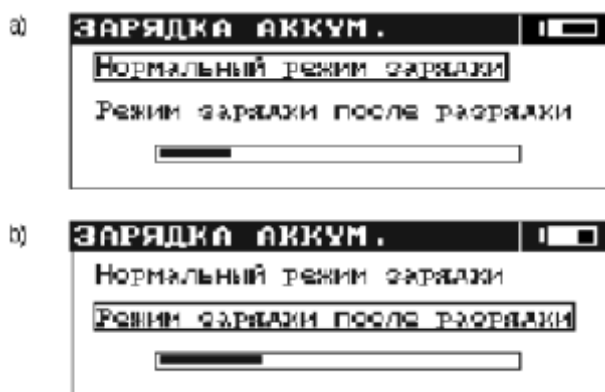 a)
ЗАРЯДКА АККУМ.
Нормальный режим зарядки
Режим зарядки после разрядки
b)
ЗАРЯДКА АККУМ.
Нормальный режим зарядки
Режим зарядки после разрядки